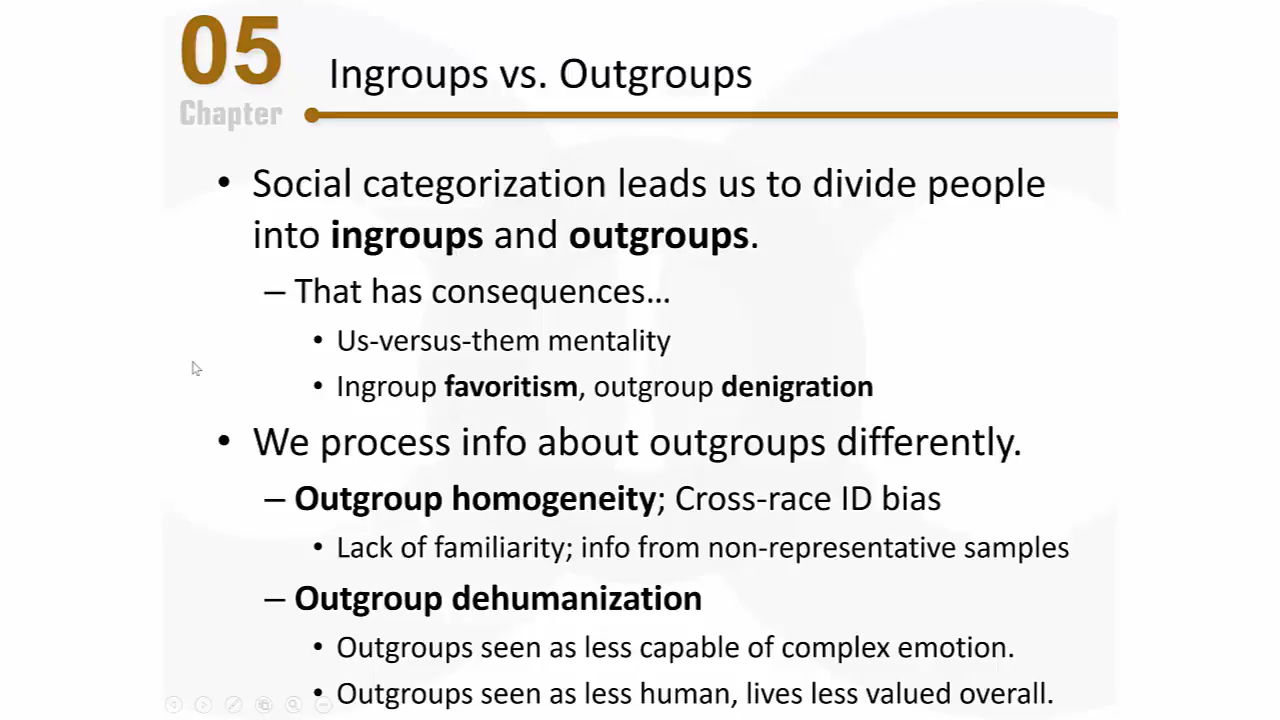 05
Chapter
Ingroups vs. Outgroups
• Social categorization leads us to divide people
into ingroups and outgroups.
– That has consequences…
• Us-versus-them mentality
• Ingroup favoritism, outgroup denigration
• We process info about outgroups differently.
– Outgroup homogeneity; Cross-race ID bias
• Lack of familiarity; info from non-representative samples
– Outgroup dehumanization
• Outgroups seen as less capable of complex emotion.
• Outgroups seen as less human, lives less valued overall.